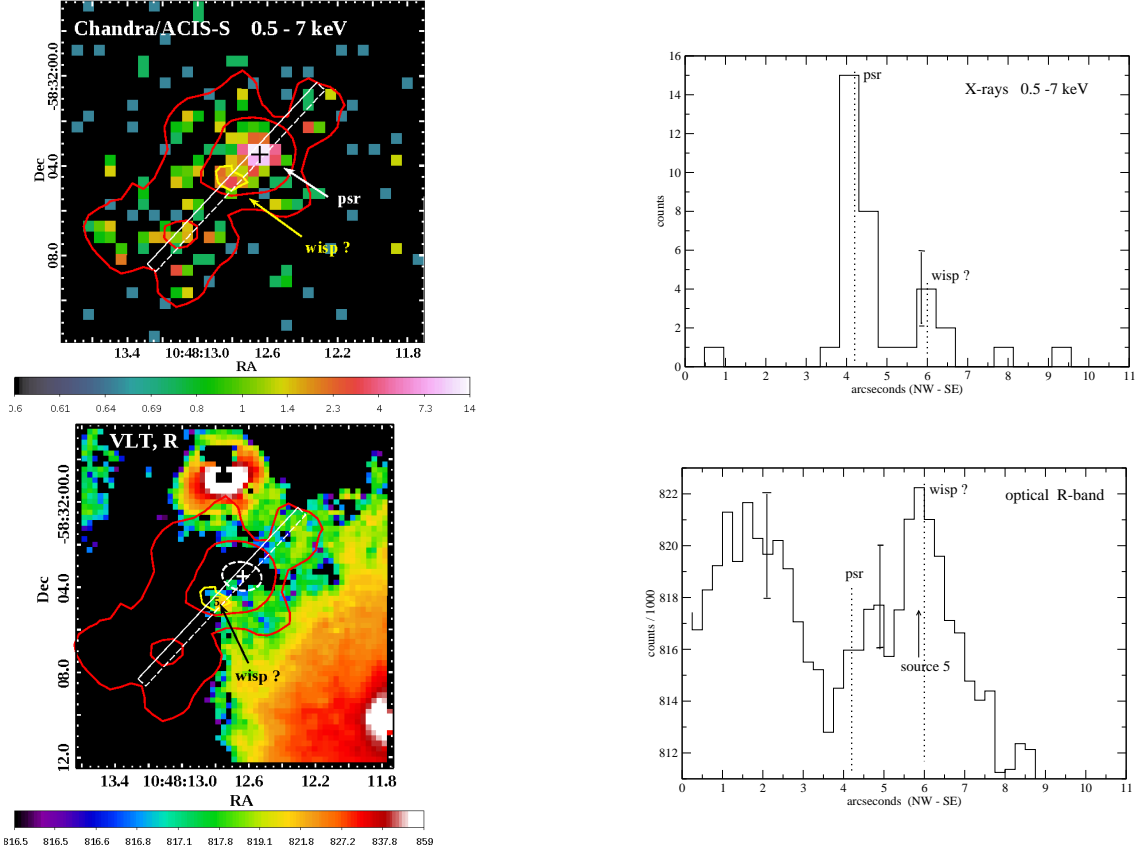 Chandra/ACIS-S 0.5 - 7 keV
-58:32:00.0
04.0
08.0
Dec
psr
wisp ?
13.4 10:48:13.0 12.6 12.2 11.8
RA
0.6 0.61 0.64 0.69 0.8 1 1.4 2.3 4 7.3 14
16
14
12
10
8
6
4
2
0
counts
psr
X-rays 0.5 -7 keV
wisp ?
0 1 2 3 4 5 6 7 8 9 10 11
arcseconds (NW - SE)
VLT, R
-58:32:00.0
04.0
08.0
12.0
Dec
5
wisp ?
13.4 10:48:13.0 12.6 12.2 11.8
RA
816.5 816.5 816.6 816.8 817.1 817.8 819.1 821.8 827.2 837.8 859
822
820
818
816
814
812
counts / 1000
wisp ?
optical R-band
psr
source 5
0 1 2 3 4 5 6 7 8 9 10 11
arcseconds (NW - SE)